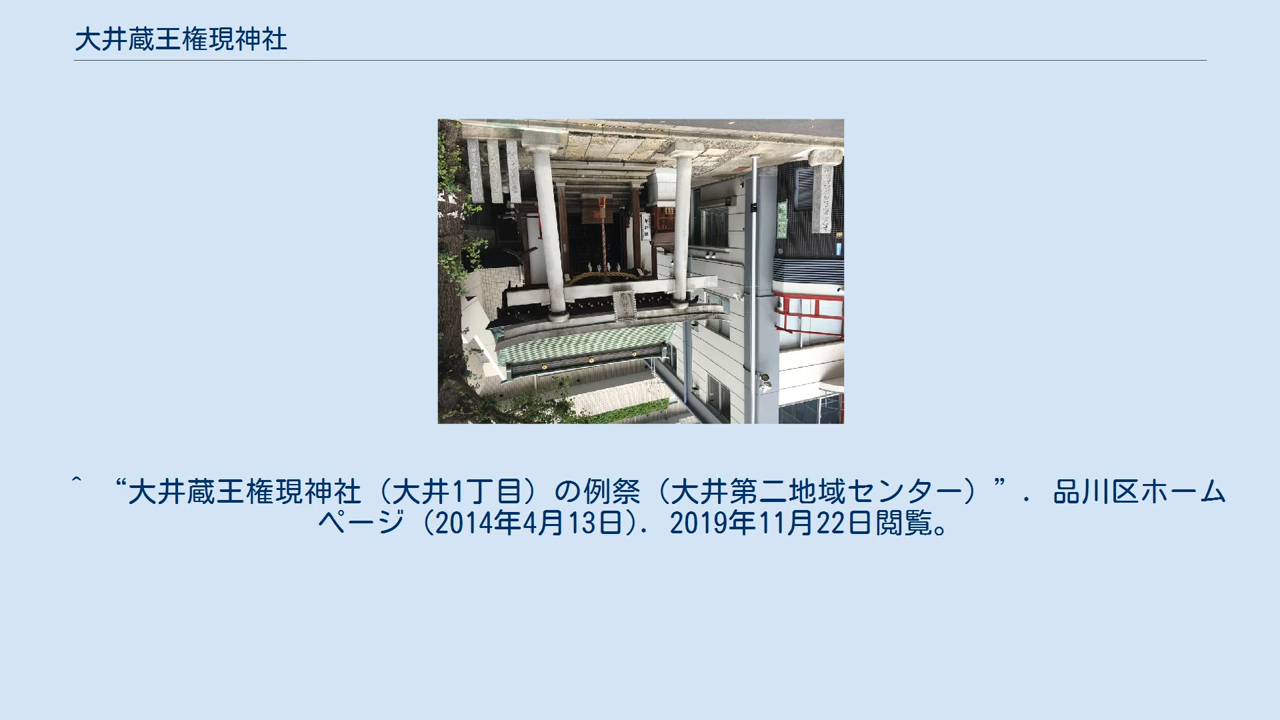 大井蔵王権現神社
^ “大井蔵王権現神社（大井1丁目）の例祭（大井第二地域センター）”. 品川区ホーム
ページ（2014年4月13日）. 2019年11月22日閲覧。